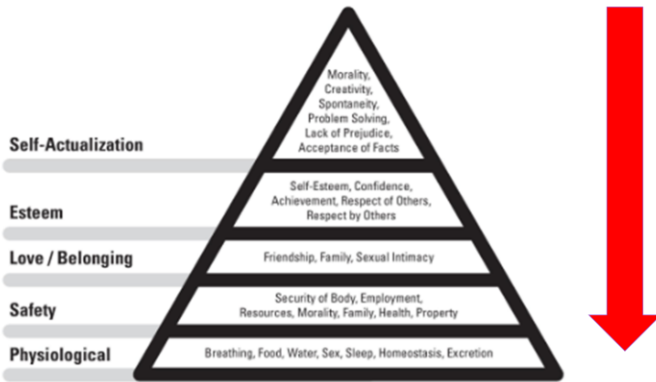 Morality,
Creativity,
Spontaneity,
Problem Solving,
Lack of Prejudice,
Acceptance of Facts
Self-Actualization
Self-Esteem, Confidence,
Achievement, Respect of Others,
Respect by Others
Esteem
Love / Belonging
Friendship, Family, Sexual Intimacy
Security of Body, Employment,
Resources, Morality, Family, Health, Property
Safety
Physiological
Breathing, Food, Water, Sex, Sleep, Homeostasis, Excretion